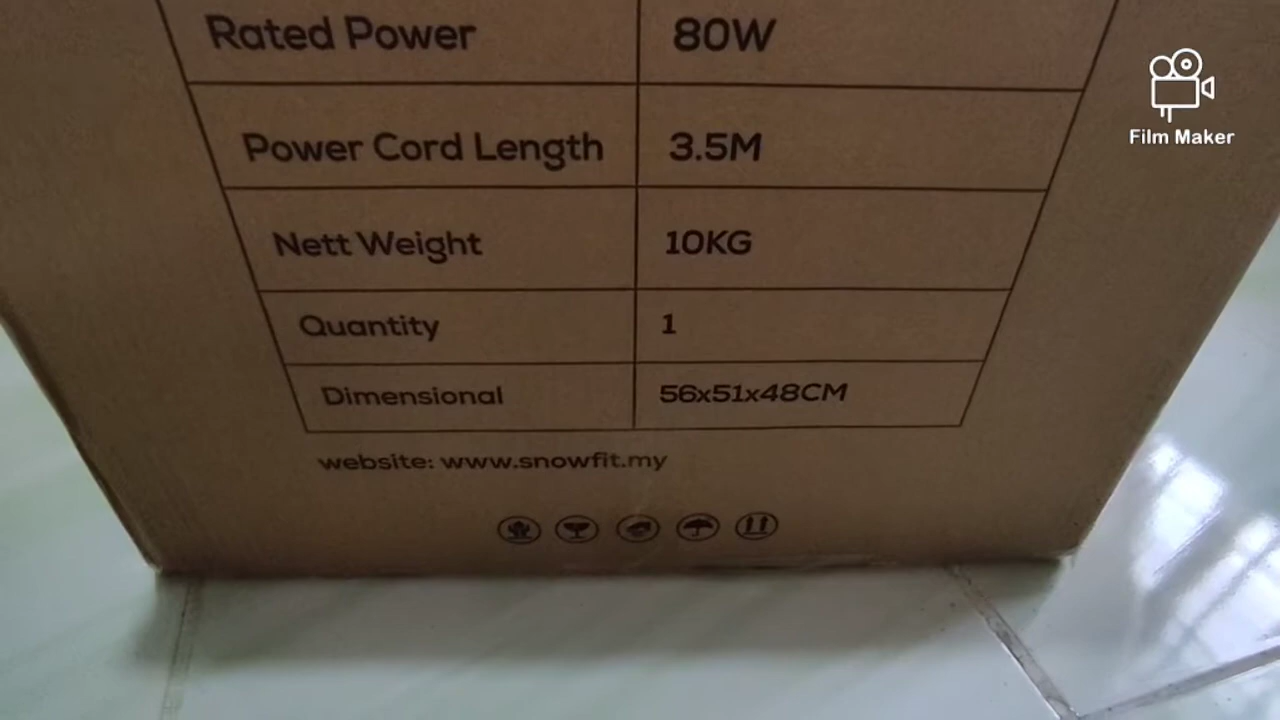 Rated Power 80W
Film Maker
Power Cord Length 3.5M
Nett Weight 10KG
Quantity 1
Dimensional 56x51x48CM
website: www.snowfit.my